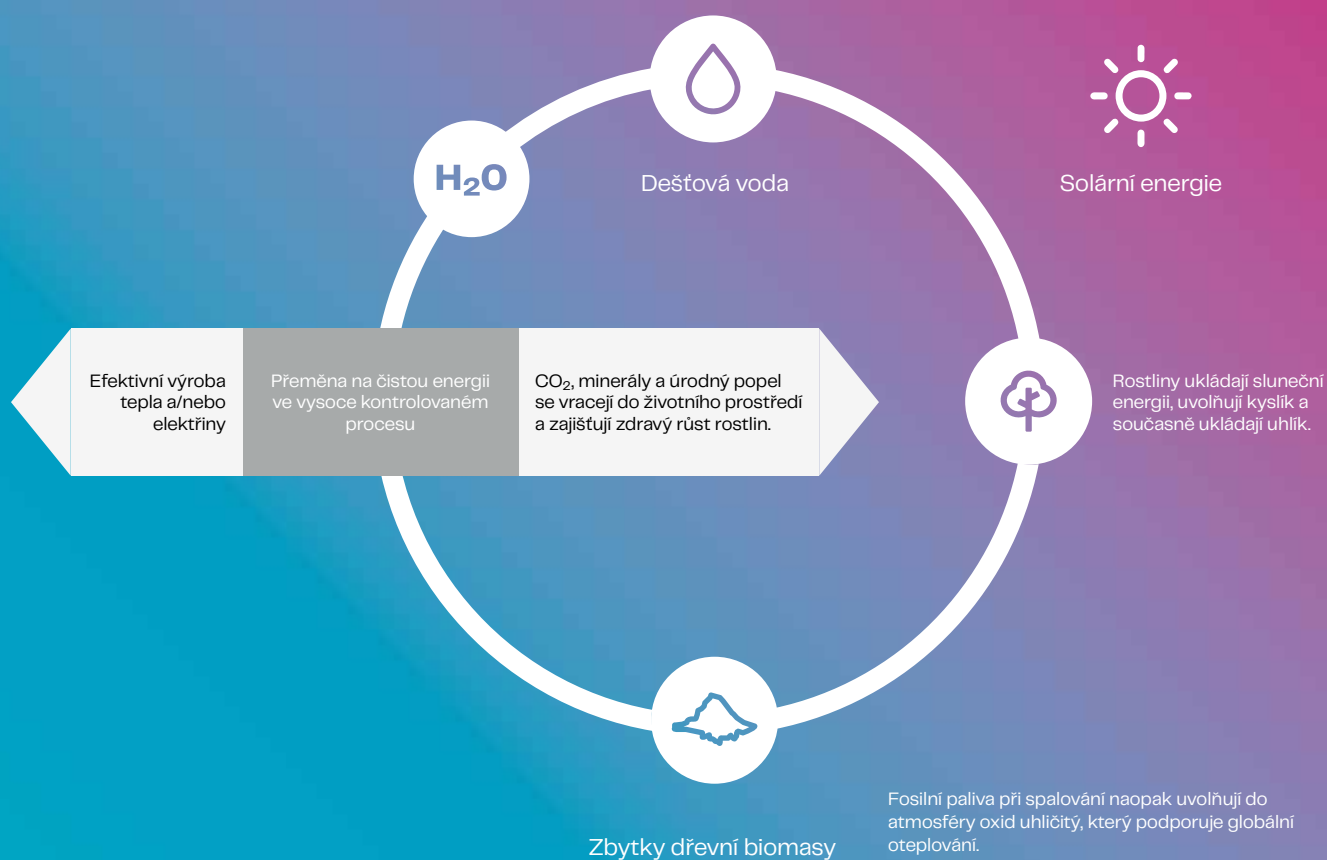 H₂O
Dešťová voda
Solární energie
Efektivní výroba
tepla a/nebo
elektřiny
Přeměna na čistou energii
ve vysoce kontrolovaném
procesu
CO₂, minerály a úrodný popel
se vracejí do životního prostředí
a zajišťují zdravý růst rostlin.
Rostliny ukládají sluneční
energii, uvolňují kyslík a
současně ukládají uhlík.
Zbytky dřevní biomasy
Fosilní paliva při spalování naopak uvolňují do
atmosféry oxid uhličitý, který podporuje globální
oteplování.